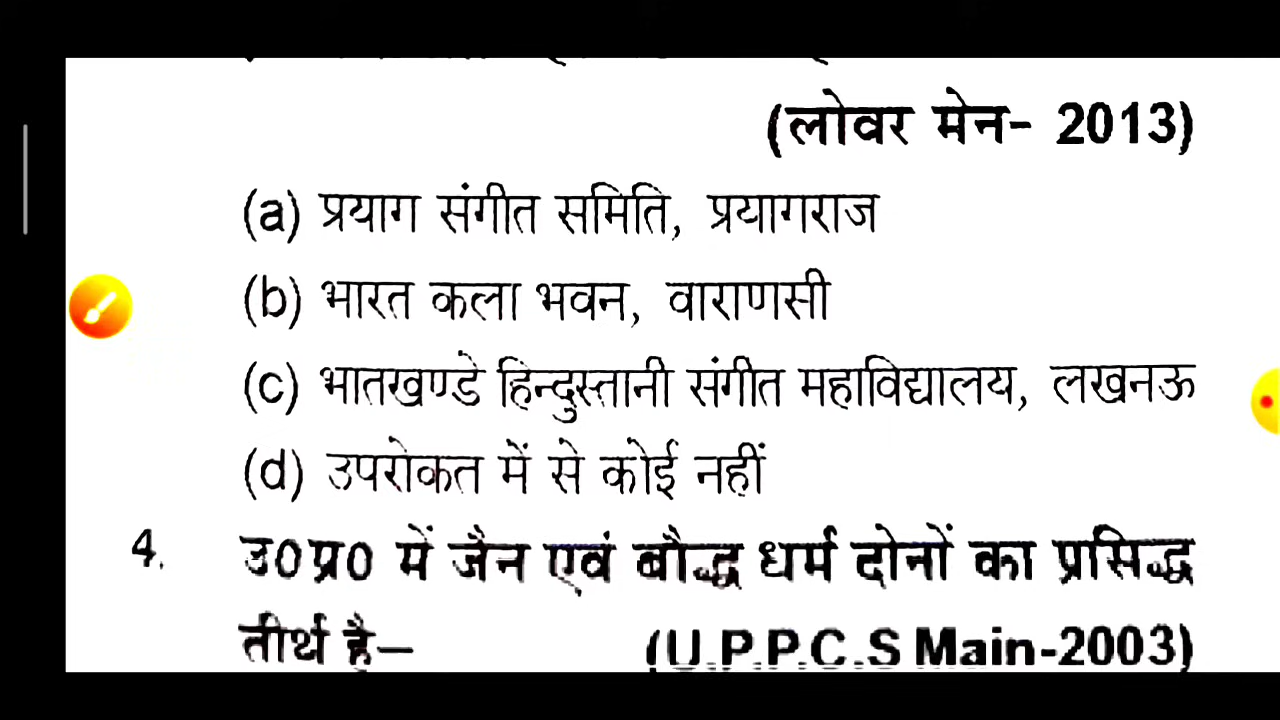 (लोवर मेन- 2013)
(a) प्रयाग संगीत समिति, प्रयागराज
(b) भारत कला भवन, वाराणसी
(c) भातखण्डे हिन्दुस्तानी संगीत महाविद्यालय, लखनऊ
(d) उपरोकत में से कोई नहीं
4. उ0प्र0 में जैन एवं बौद्ध धर्म दोनों का प्रसिद्ध
तीर्थ है– (U.P.P.C.S Main-2003)